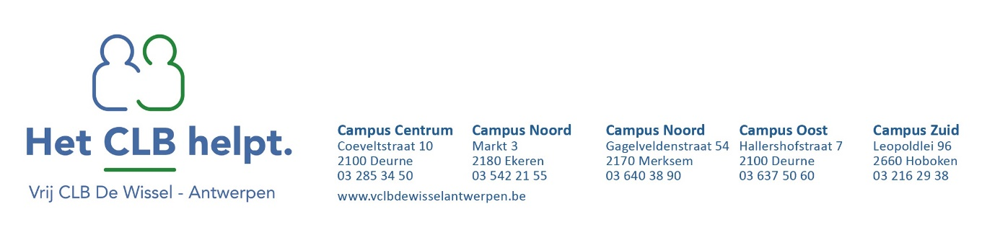 Het CLB helpt.
Vrij CLB De Wissel - Antwerpen
Campus Centrum
Coeveltstraat 10
2100 Deurne
03 285 34 50
Campus Noord
Markt 3
2180 Ekeren
03 542 21 55
Campus Noord
Gagelveldenstraat 54
2170 Merksem
03 640 38 90
Campus Oost
Hallershofstraat 7
2100 Deurne
03 637 50 60
Campus Zuid
Leopoldlei 96
2660 Hoboken
03 216 29 38
www.vclbdewisselantwerpen.be